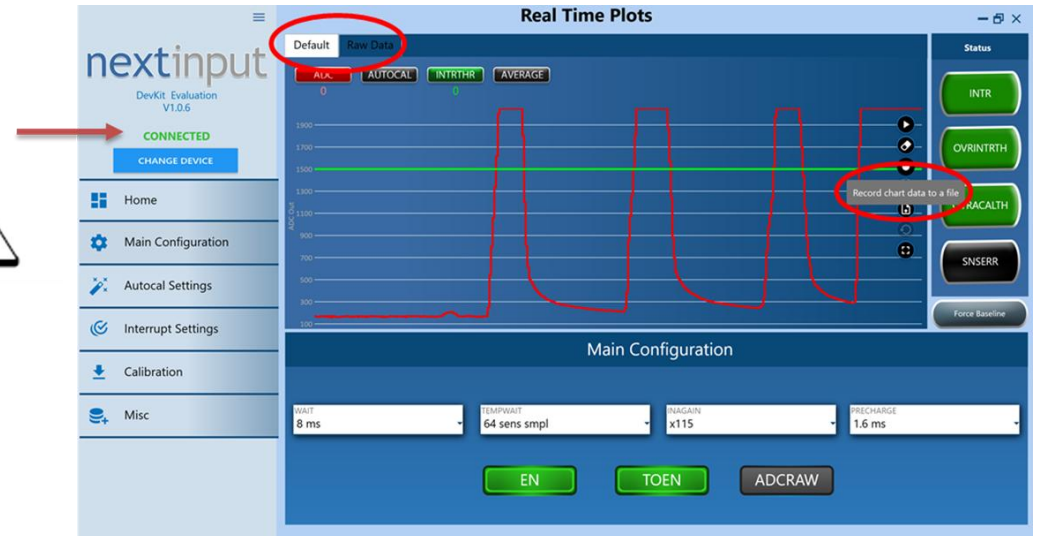 nextinput
DevKit Evaluation
V1.0.6
CONNECTED
CHANGE DEVICE
Home
Main Configuration
Autocal Settings
Interrupt Settings
Calibration
Misc
Real Time Plots
Default Raw Data
ADC AUTOCAL INTRTHR AVERAGE
0 0
1900
1700
1500
1300
1100
900
700
500
300
100
ADC Out
Record chart data to a file
Status
INTR
OVRINTRTH
RACALTH
SNSERR
Force Baseline
Main Configuration
WAIT
8 ms
TEMPWAIT
64 sens smpl
INAGAIN
x115
PRECHARGE
1.6 ms
EN TOEN ADCRAW